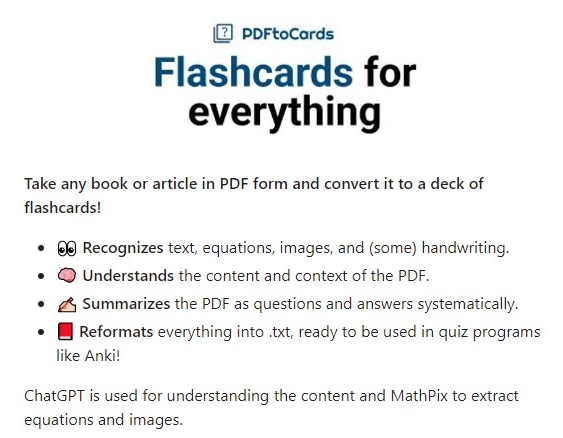 PDFtoCards
Flashcards for
everything
Take any book or article in PDF form and convert it to a deck of
flashcards!
• 👀 Recognizes text, equations, images, and (some) handwriting.
• 🧠 Understands the content and context of the PDF.
• ✍️ Summarizes the PDF as questions and answers systematically.
• 📕 Reformats everything into .txt, ready to be used in quiz programs
like Anki!
ChatGPT is used for understanding the content and MathPix to extract
equations and images.